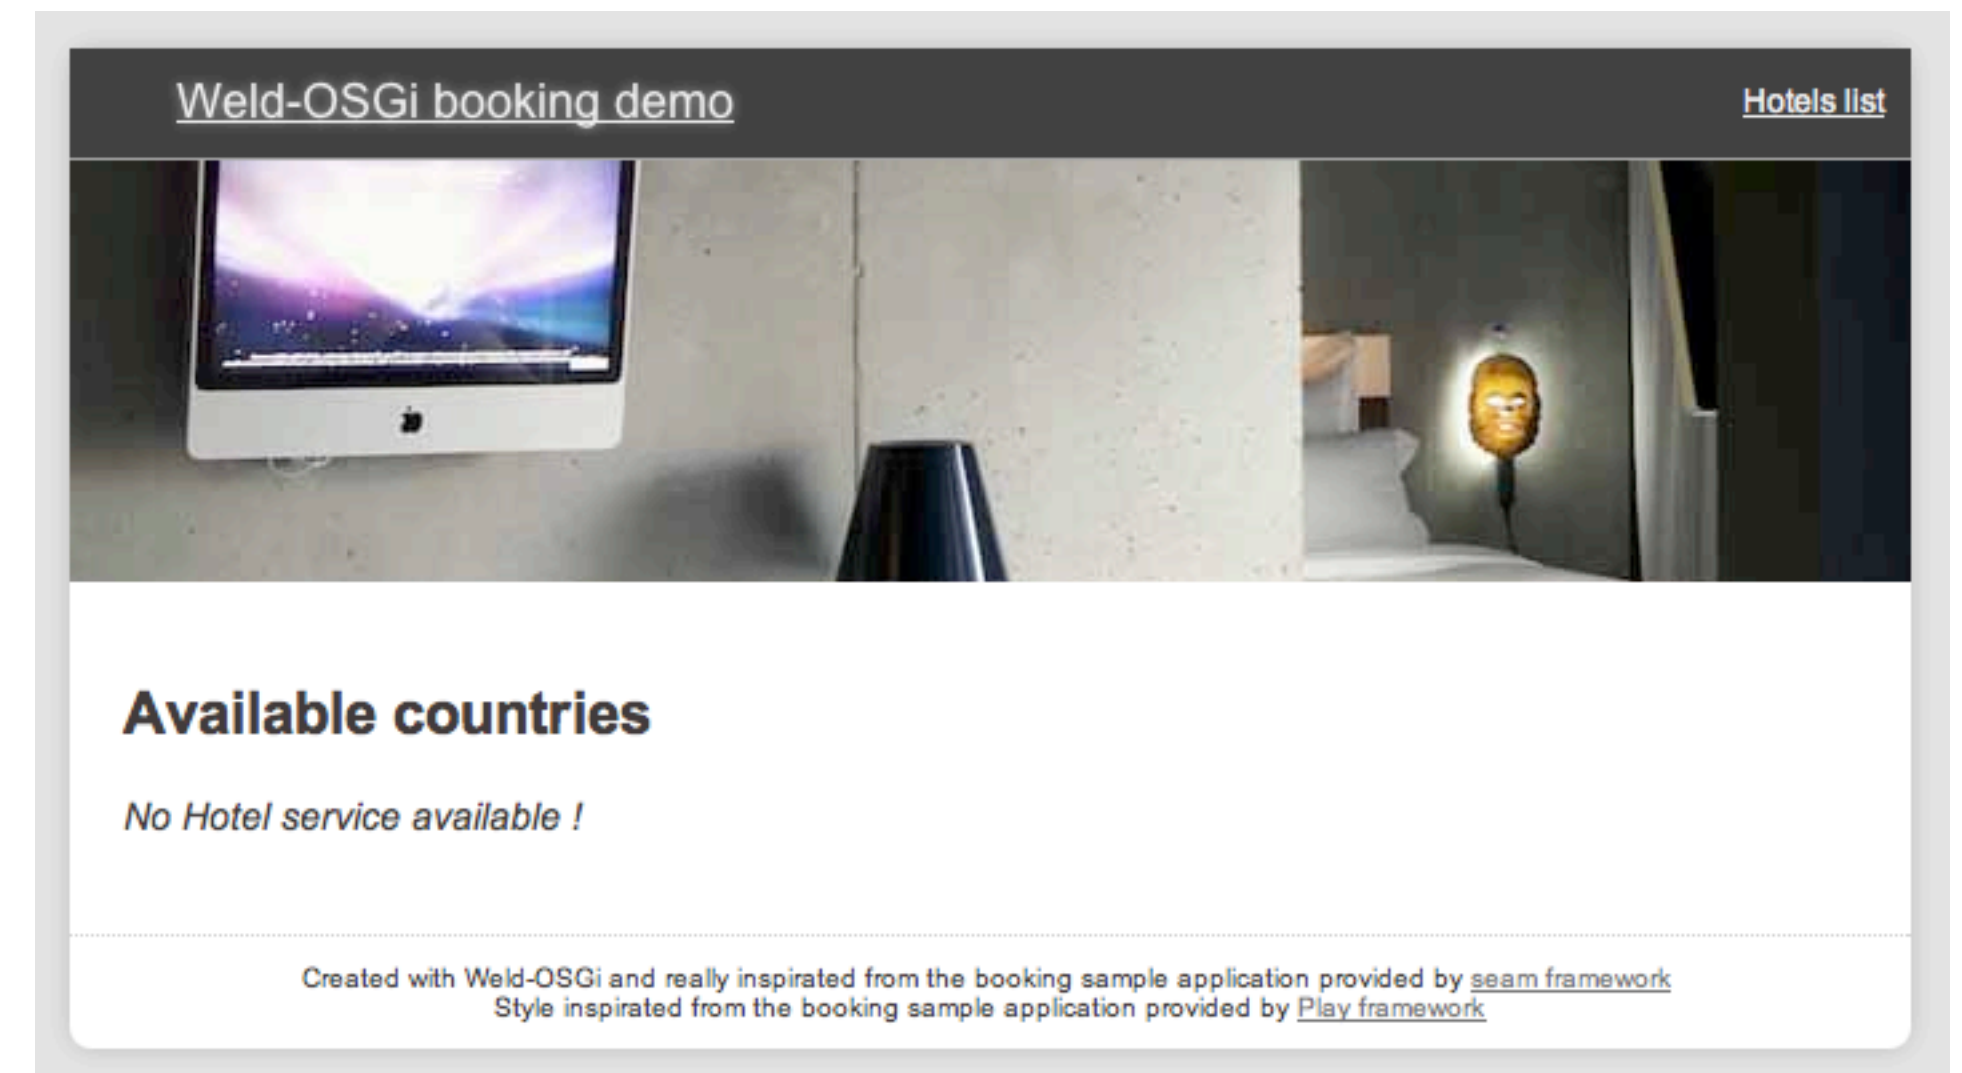 Weld-OSGi booking demo
Hotels list
Available countries
No Hotel service available !
Created with Weld-OSGi and really inspirated from the booking sample application provided by seam framework
Style inspirated from the booking sample application provided by Play framework